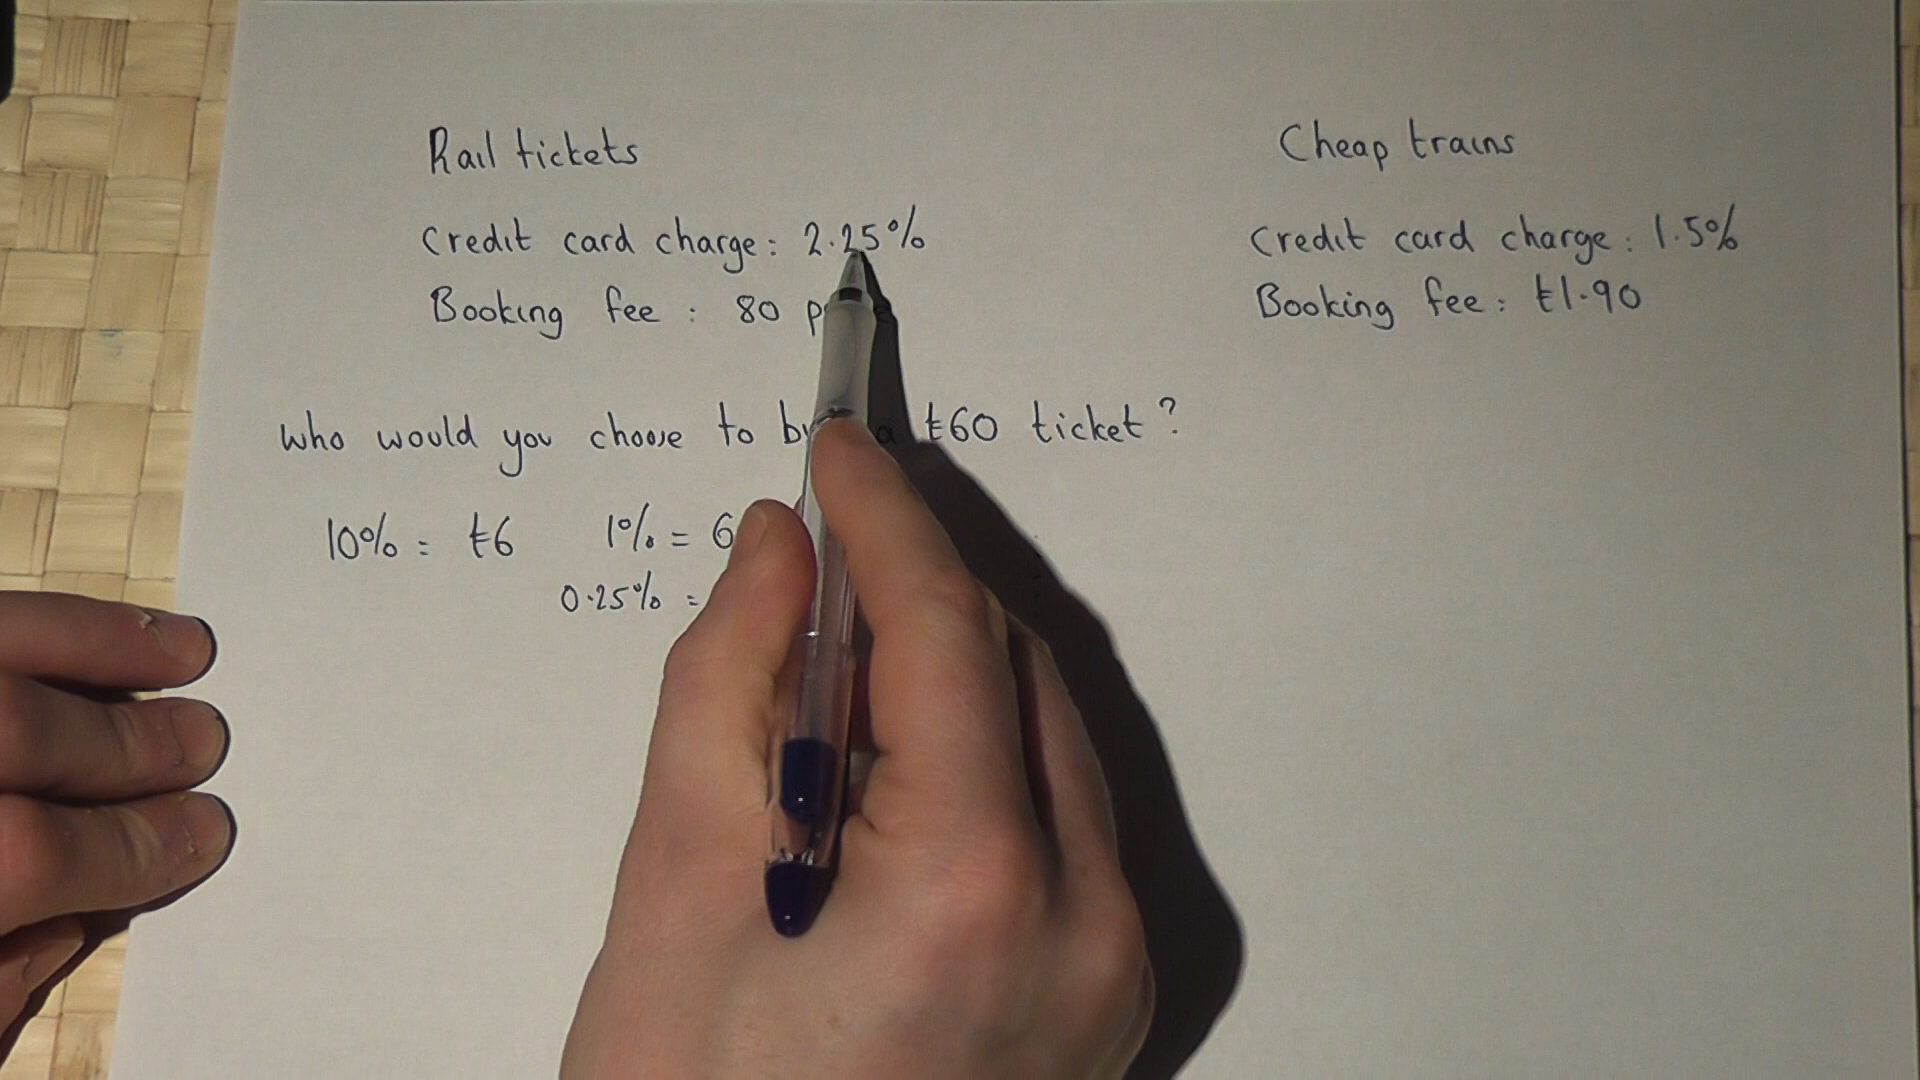 Rail tickets
Credit card charge: 2.25%
Booking fee : 80
Cheap trains
Credit card charge: 1.5%
Booking fee: £1.90
Who would you choose to a £60 ticket?
10% = £6 1% =
0.25% =